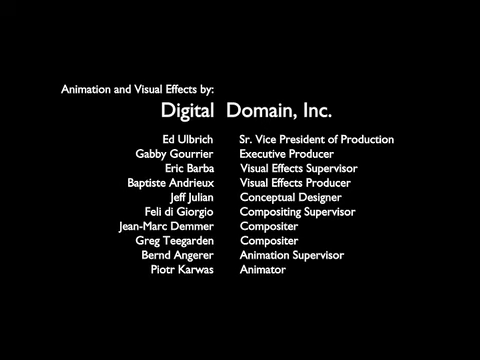 Animation and Visual Effects by:
Digital Domain, Inc.
Ed Ulbrich Sr. Vice President of Production
Gabby Gourrier Executive Producer
Eric Barba Visual Effects Supervisor
Baptiste Andrieux Visual Effects Producer
Jeff Julian Conceptual Designer
Feli di Giorgio Compositing Supervisor
Jean-Marc Demmer Compositer
Greg Teegarden Compositer
Bernd Angerer Animation Supervisor
Piotr Karwas Animator